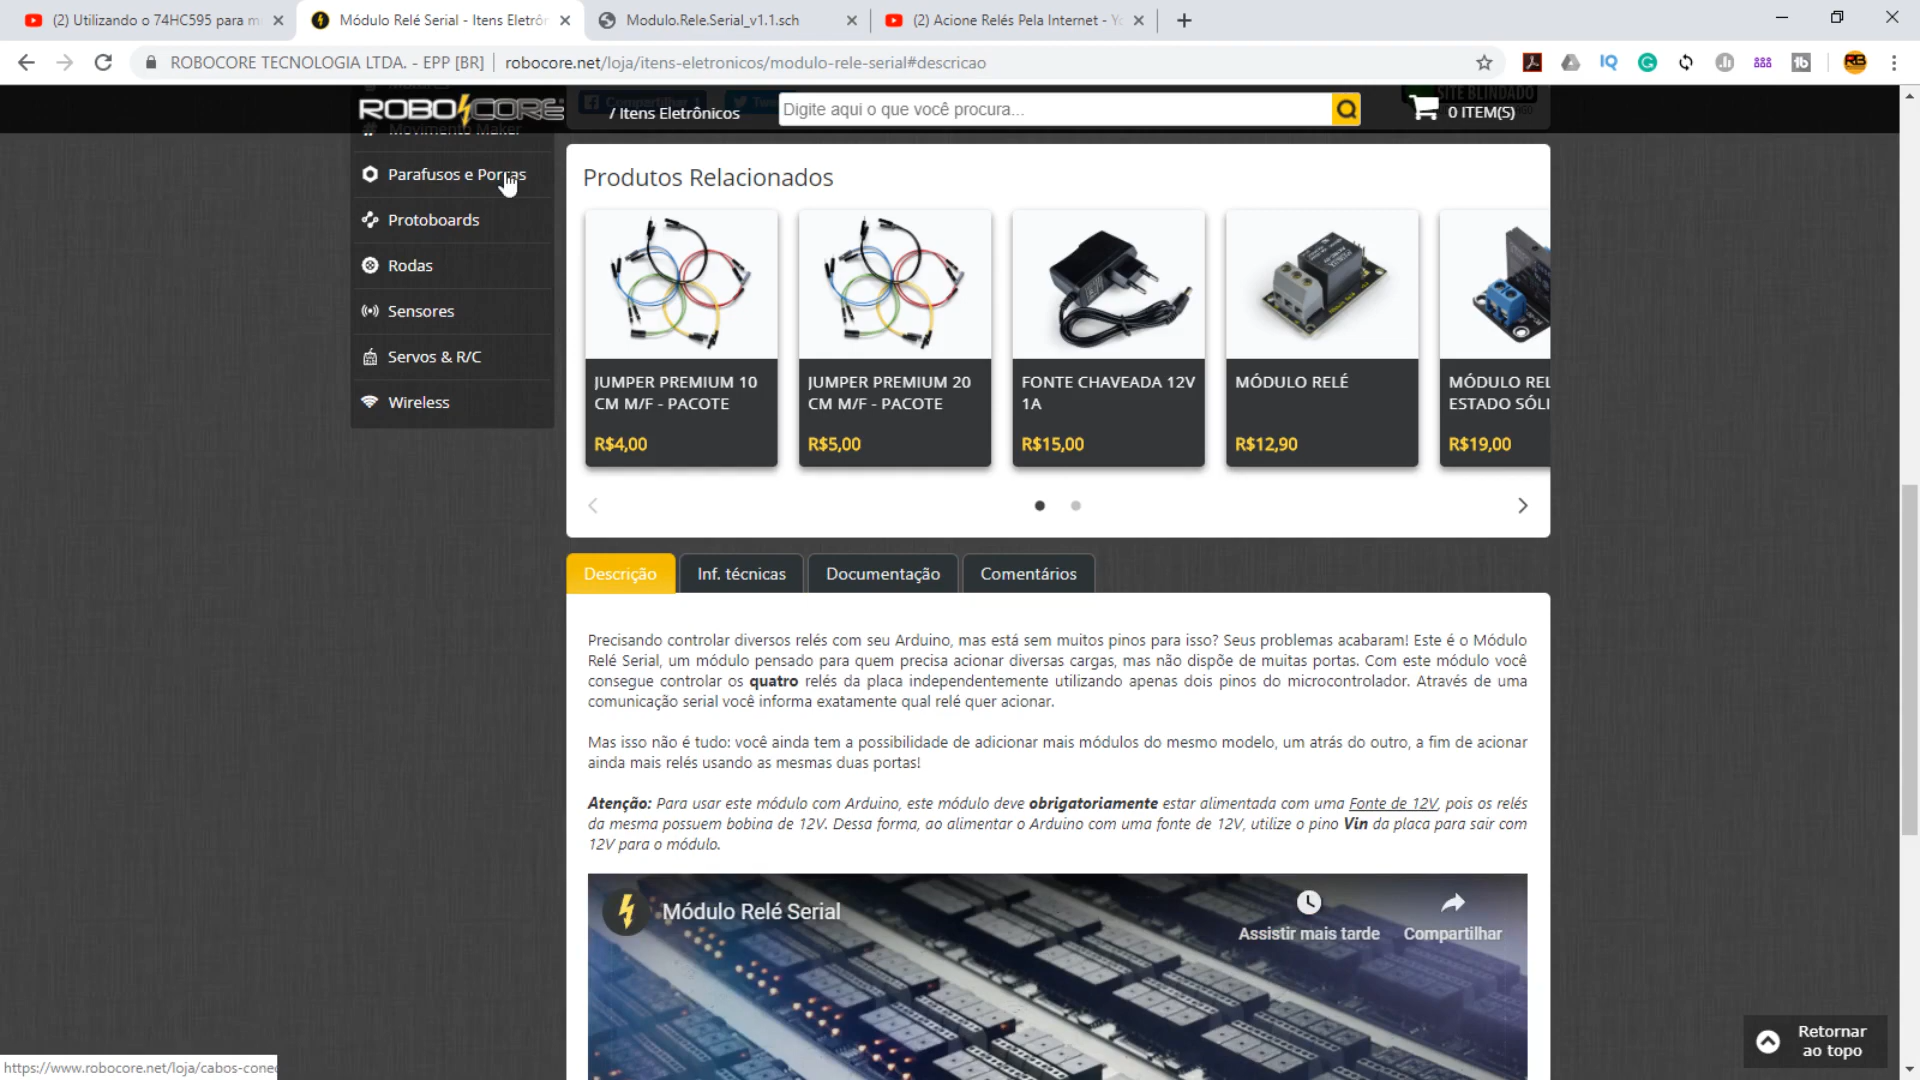 (2) Utilizando o 74HC595 para m
Módulo Relé Serial - Itens Eletrôn
Modulo.Rele.Serial_v1.1.sch
(2) Acione Relés Pela Internet - Yo
ROBOCORE TECNOLOGIA LTDA. - EPP [BR]
robocore.net/loja/itens-eletronicos/modulo-rele-serial#descricao
ROBOCORE
/ Itens Eletrônicos
Digite aqui o que você procura...
SITE BLINDADO
0 ITEM(S)
Compartilhar
Movimento Maker
Parafusos e Porcas
Protoboards
Rodas
Sensores
Servos & R/C
Wireless
Produtos Relacionados
JUMPER PREMIUM 10
CM M/F - PACOTE
R$4,00
JUMPER PREMIUM 20
CM M/F - PACOTE
R$5,00
FONTE CHAVEADA 12V
1A
R$15,00
MÓDULO RELÉ
R$12,90
MÓDULO REL
ESTADO SÓLI
R$19,00
Descrição
Inf. técnicas
Documentação
Comentários
Precisando controlar diversos relés com seu Arduino, mas está sem muitos pinos para isso? Seus problemas acabaram! Este é o Módulo
Relé Serial, um módulo pensado para quem precisa acionar diversas cargas, mas não dispõe de muitas portas. Com este módulo você
consegue controlar os quatro relés da placa independentemente utilizando apenas dois pinos do microcontrolador. Através de uma
comunicação serial você informa exatamente qual relé quer acionar.
Mas isso não é tudo: você ainda tem a possibilidade de adicionar mais módulos do mesmo modelo, um atrás do outro, a fim de acionar
ainda mais relés usando as mesmas duas portas!
Atenção: Para usar este módulo com Arduino, este módulo deve obrigatoriamente estar alimentada com uma Fonte de 12V, pois os relés
da mesma possuem bobina de 12V. Dessa forma, ao alimentar o Arduino com uma fonte de 12V, utilize o pino Vin da placa para sair com
12V para o módulo.
Módulo Relé Serial
Assistir mais tarde
Compartilhar
Retornar
ao topo
https://www.robocore.net/loja/cabos-conec